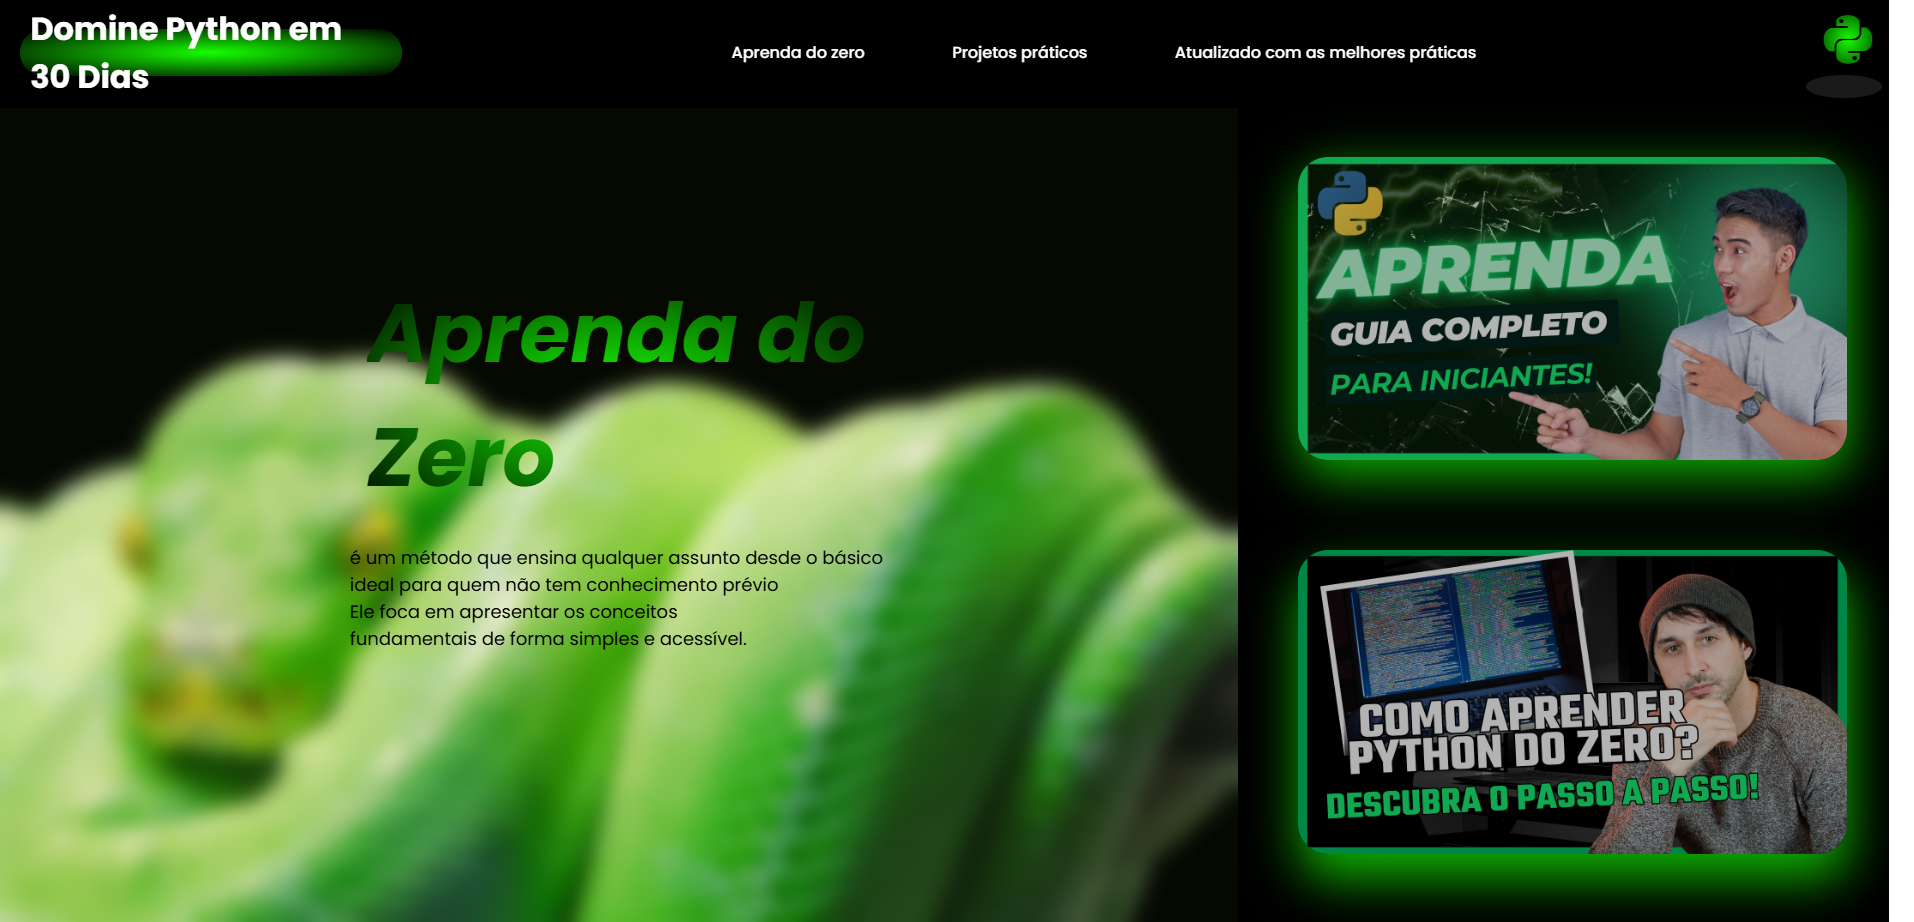 Domine Python em
30 Dias
Aprenda do zero
Projetos práticos
Atualizado com as melhores práticas
Aprenda do
Zero
é um método que ensina qualquer assunto desde o básico
ideal para quem não tem conhecimento prévio
Ele foca em apresentar os conceitos
fundamentais de forma simples e acessível.
APRENDA
GUIA COMPLETO
PARA INICIANTES!
COMO APRENDER
PYTHON DO ZERO?
DESCUBRA O PASSO A PASSO!